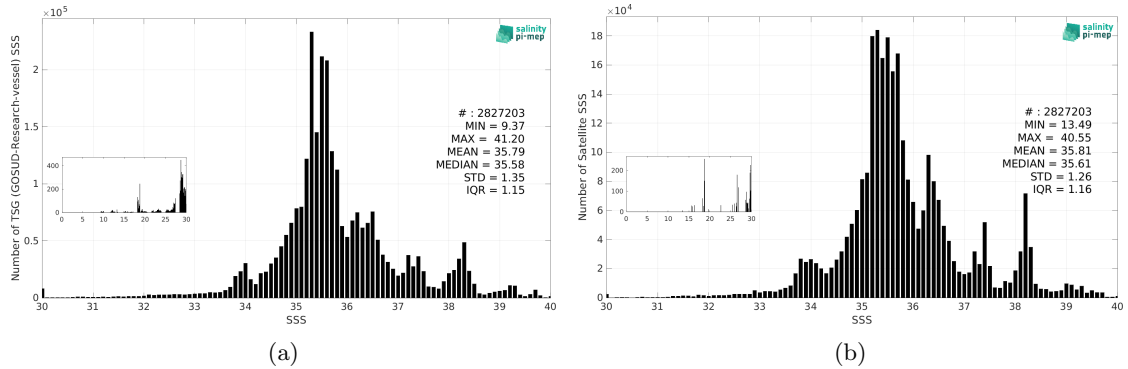 ×10^5
salinity
pi-mep
2
1.5
1
0.5
0
Number of TSG (GOSUD-Research-vessel) SSS
# : 2827203
MIN = 9.37
MAX = 41.20
MEAN = 35.79
MEDIAN = 35.58
STD = 1.35
IQR = 1.15
400
200
0
0 5 10 15 20 25 30
30 31 32 33 34 35 36 37 38 39 40
SSS
(a)
×10^4
salinity
pi-mep
18
16
14
12
10
8
6
4
2
0
Number of Satellite SSS
# : 2827203
MIN = 13.49
MAX = 40.55
MEAN = 35.81
MEDIAN = 35.61
STD = 1.26
IQR = 1.16
200
100
0
0 5 10 15 20 25 30
30 31 32 33 34 35 36 37 38 39 40
SSS
(b)